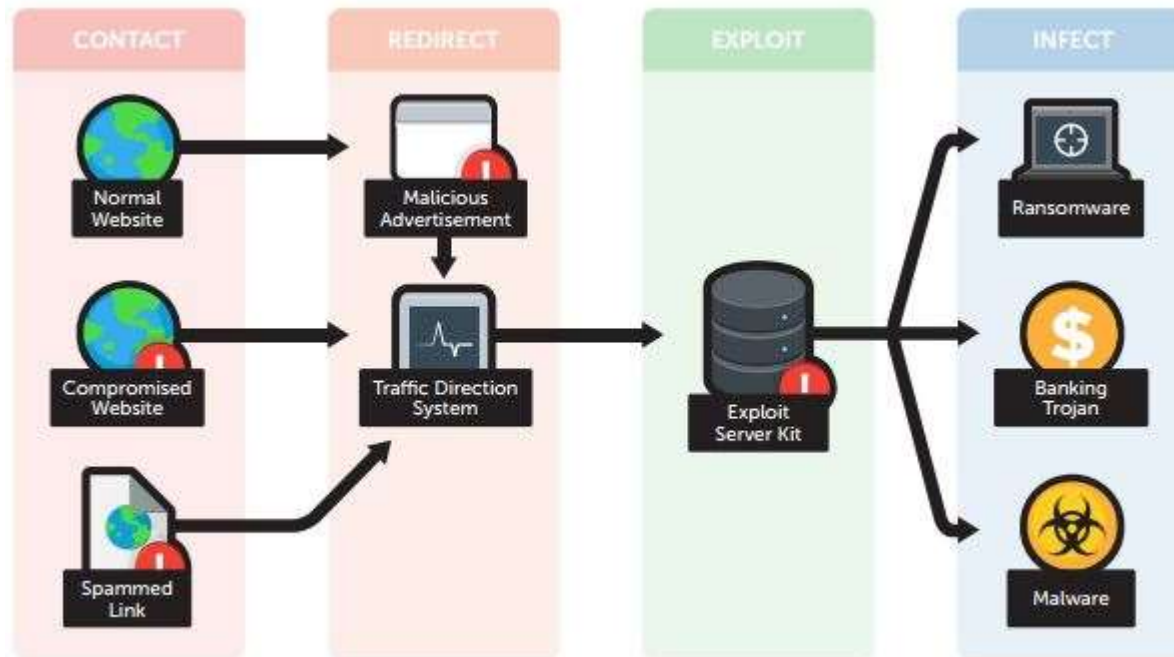 CONTACT
REDIRECT
EXPLOIT
INFECT
Normal
Website
Malicious
Advertisement
Ransomware
Compromised
Website
Traffic Direction
System
Exploit
Server Kit
Banking
Trojan
Spammed
Link
Malware